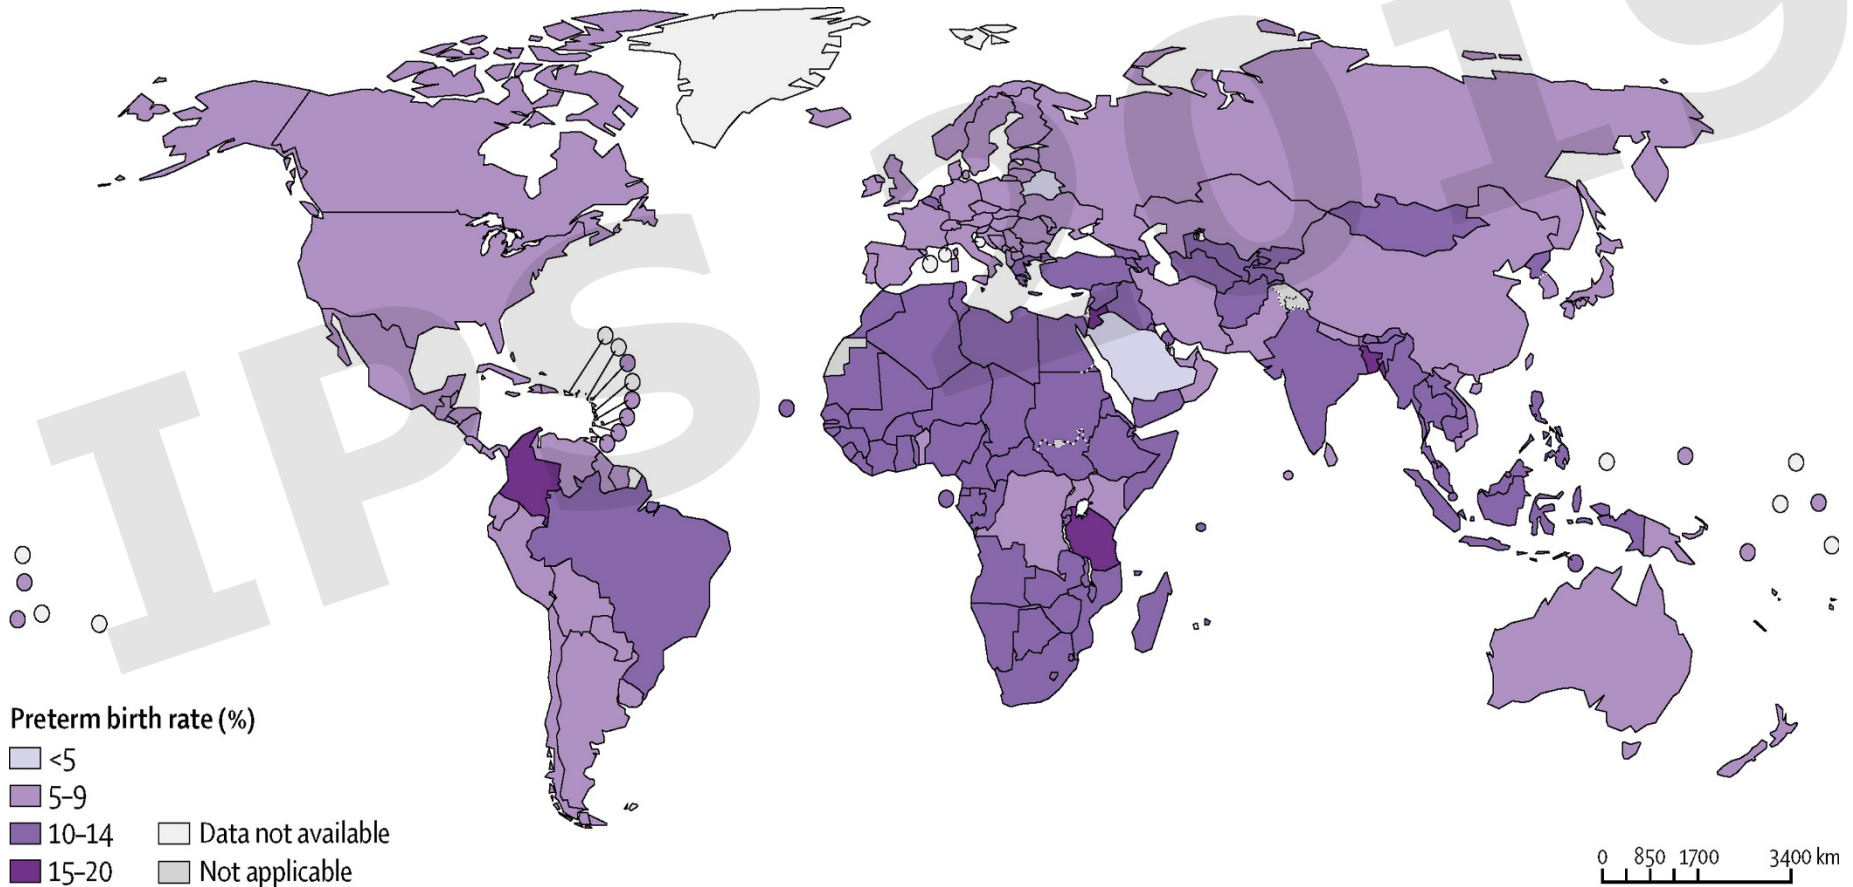 IPS 2019
Preterm birth rate (%)
<5
5–9
10–14
15–20
Data not available
Not applicable
0 850 1700 3400 km